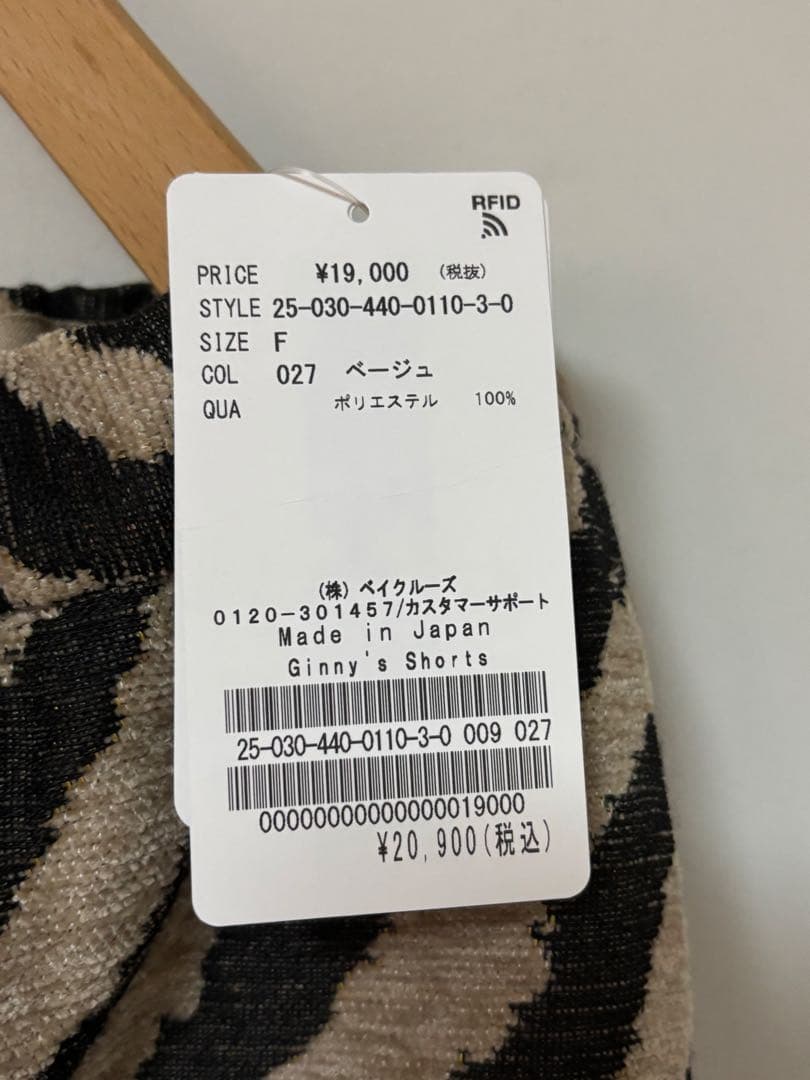 RFID
PRICE ¥19,000 (税抜)
STYLE 25-030-440-0110-3-0
SIZE F
COL 027 ベージュ
QUA ポリエステル 100%
(株) ベイクルーズ
0120-301457/カスタマーサポート
Made in Japan
Ginny's Shorts
25-030-440-0110-3-0 009 027
00000000000000019000
¥20,900(税込)